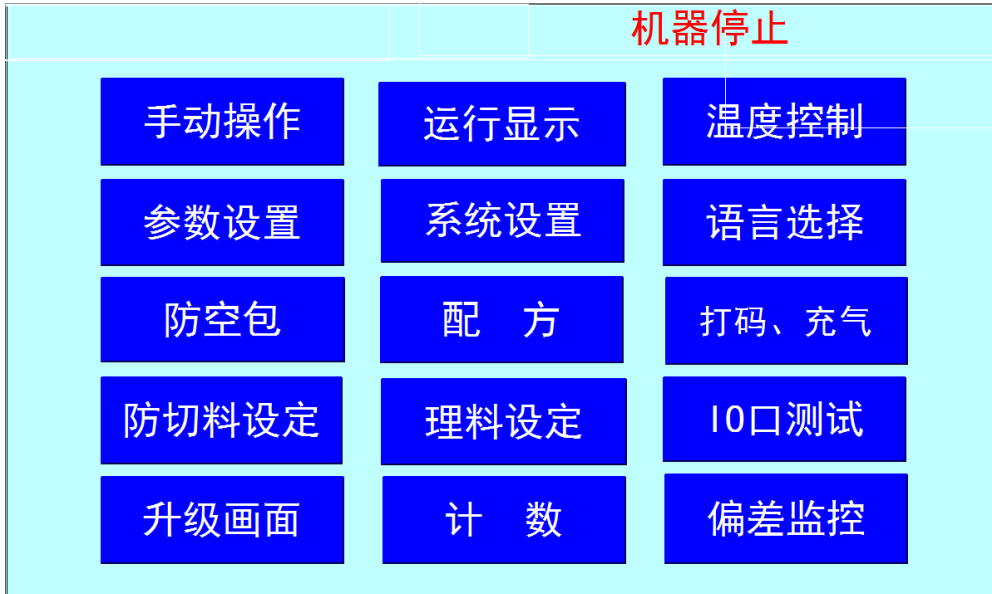 机器停止
手动操作
运行显示
温度控制
参数设置
系统设置
语言选择
防空包
配 方
打码、充气
防切料设定
理料设定
IO口测试
升级画面
计 数
偏差监控